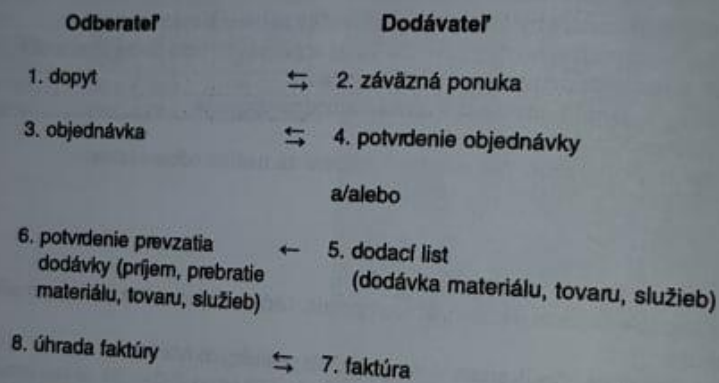 Odberateľ Dodávateľ
1. dopyt ⇆ 2. záväzná ponuka
3. objednávka ⇆ 4. potvrdenie objednávky
a/alebo
6. potvrdenie prevzatia ← 5. dodací list
dodávky (príjem, prebratie (dodávka materiálu, tovaru, služieb)
materiálu, tovaru, služieb)
8. úhrada faktúry ⇆ 7. faktúra